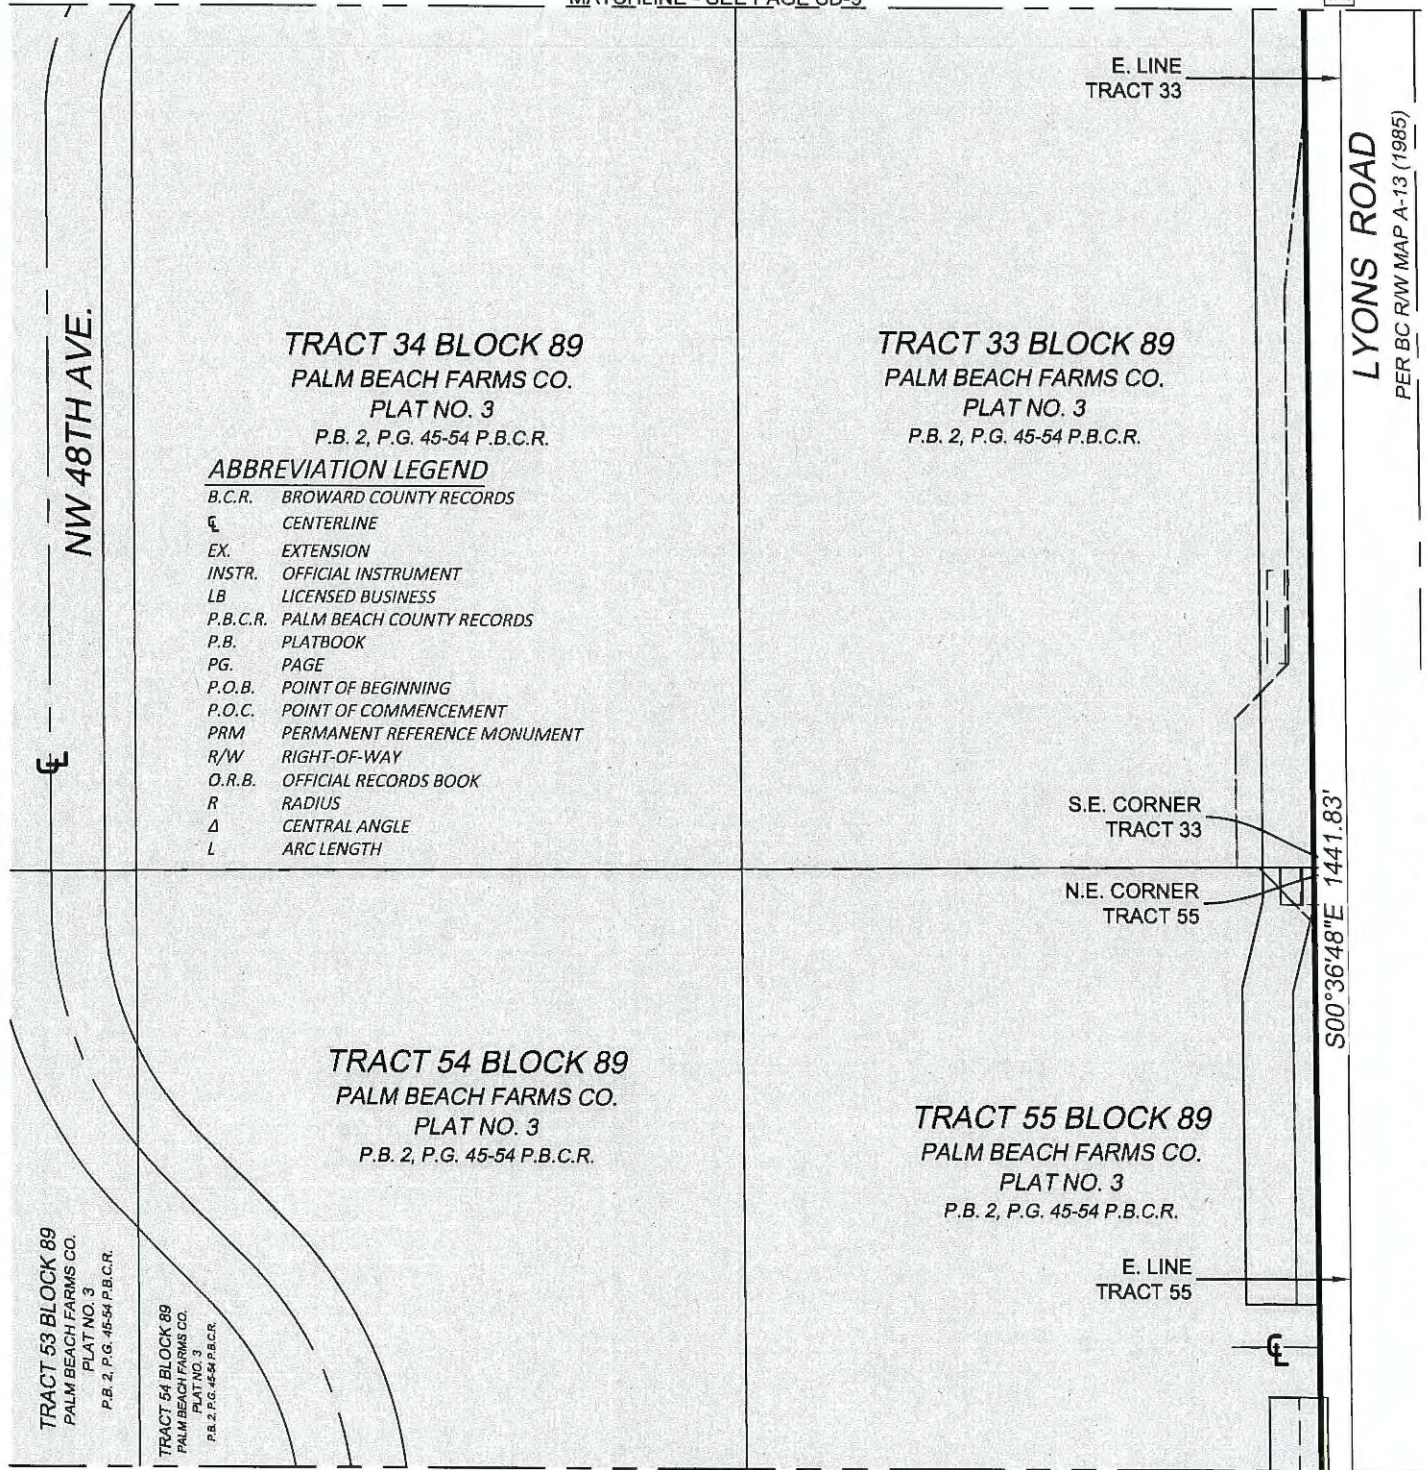 MATCHLINE - SEE PAGE SD-5
E. LINE
TRACT 33
LYONS ROAD
PER BC R/W MAP A-13 (1985)
NW 48TH AVE.
TRACT 34 BLOCK 89
PALM BEACH FARMS CO.
PLAT NO. 3
P.B. 2, P.G. 45-54 P.B.C.R.
TRACT 33 BLOCK 89
PALM BEACH FARMS CO.
PLAT NO. 3
P.B. 2, P.G. 45-54 P.B.C.R.
ABBREVIATION LEGEND
B.C.R. BROWARD COUNTY RECORDS
℄ CENTERLINE
EX. EXTENSION
INSTR. OFFICIAL INSTRUMENT
LB LICENSED BUSINESS
P.B.C.R. PALM BEACH COUNTY RECORDS
P.B. PLATBOOK
PG. PAGE
P.O.B. POINT OF BEGINNING
P.O.C. POINT OF COMMENCEMENT
PRM PERMANENT REFERENCE MONUMENT
R/W RIGHT-OF-WAY
O.R.B. OFFICIAL RECORDS BOOK
R RADIUS
Δ CENTRAL ANGLE
L ARC LENGTH
℄
S.E. CORNER
TRACT 33
N.E. CORNER
TRACT 55
S00°36'48"E 1441.83'
TRACT 54 BLOCK 89
PALM BEACH FARMS CO.
PLAT NO. 3
P.B. 2, P.G. 45-54 P.B.C.R.
TRACT 55 BLOCK 89
PALM BEACH FARMS CO.
PLAT NO. 3
P.B. 2, P.G. 45-54 P.B.C.R.
E. LINE
TRACT 55
℄
TRACT 53 BLOCK 89
PALM BEACH FARMS CO.
PLAT NO. 3
P.B. 2, P.G. 45-54 P.B.C.R.
TRACT 54 BLOCK 89
PALM BEACH FARMS CO.
PLAT NO. 3
P.B. 2, P.G. 45-54 P.B.C.R.